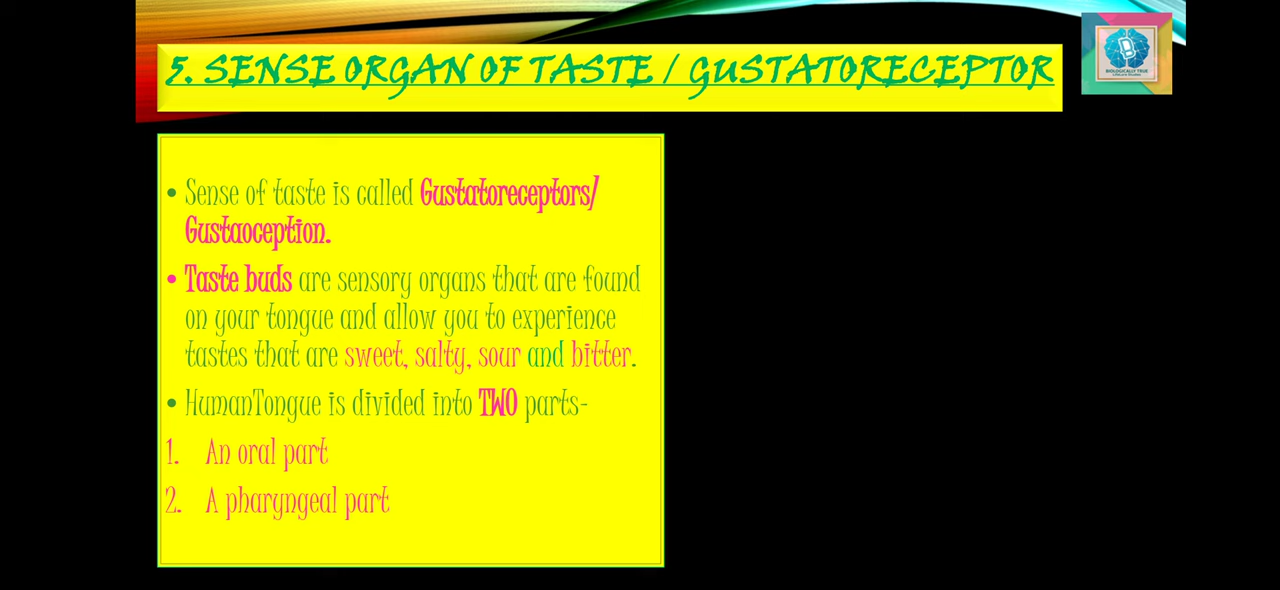 5. SENSE ORGAN OF TASTE / GUSTATORECEPTOR
BIOLOGICALLY TRUE
• Sense of taste is called Gustatoreceptors/
Gustaoception.
• Taste buds are sensory organs that are found
on your tongue and allow you to experience
tastes that are sweet, salty, sour and bitter.
• HumanTongue is divided into TWO parts-
1. An oral part
2. A pharyngeal part